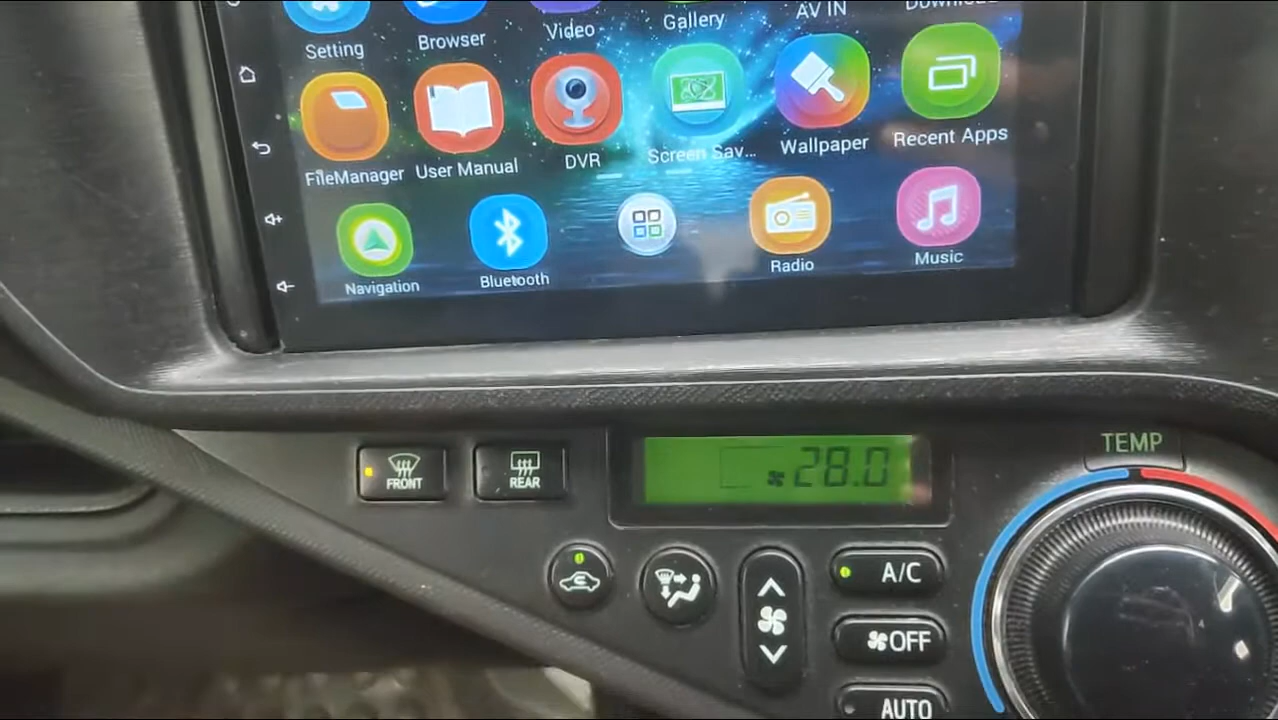 Setting Browser Video Gallery AV IN Download
FileManager User Manual DVR Screen Sav... Wallpaper Recent Apps
Navigation Bluetooth Radio Music
FRONT REAR 28.0 TEMP
A/C
OFF
AUTO